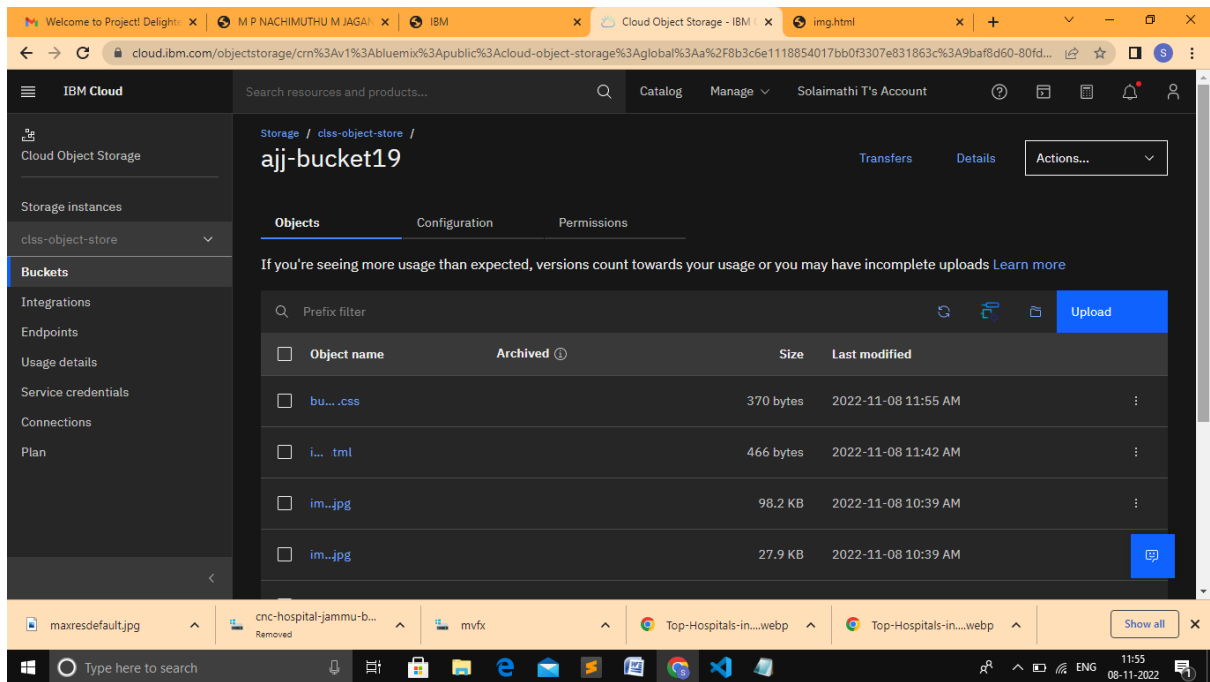 Welcome to Project! Delighte
M P NACHIMUTHU M JAGAN
IBM
Cloud Object Storage - IBM C
img.html
cloud.ibm.com/objectstorage/crn%3Av1%3Abluemix%3Apublic%3Acloud-object-storage%3Aglobal%3Aa%2F8b3c6e1118854017bb0f3307e831863c%3A9baf8d60-80fd...
S
IBM Cloud
Search resources and products...
Catalog
Manage
Solaimathi T's Account
Cloud Object Storage
Storage instances
clss-object-store
Buckets
Integrations
Endpoints
Usage details
Service credentials
Connections
Plan
Storage / clss-object-store /
ajj-bucket19
Transfers
Details
Actions...
Objects
Configuration
Permissions
If you're seeing more usage than expected, versions count towards your usage or you may have incomplete uploads Learn more
Prefix filter
Upload
Object name Archived Size Last modified
bu... .css 370 bytes 2022-11-08 11:55 AM
i... tml 466 bytes 2022-11-08 11:42 AM
im...jpg 98.2 KB 2022-11-08 10:39 AM
im...jpg 27.9 KB 2022-11-08 10:39 AM
maxresdefault.jpg
cnc-hospital-jammu-b...
Removed
mvfx
Top-Hospitals-in....webp
Top-Hospitals-in....webp
Show all
Type here to search
ENG
11:55
08-11-2022
1